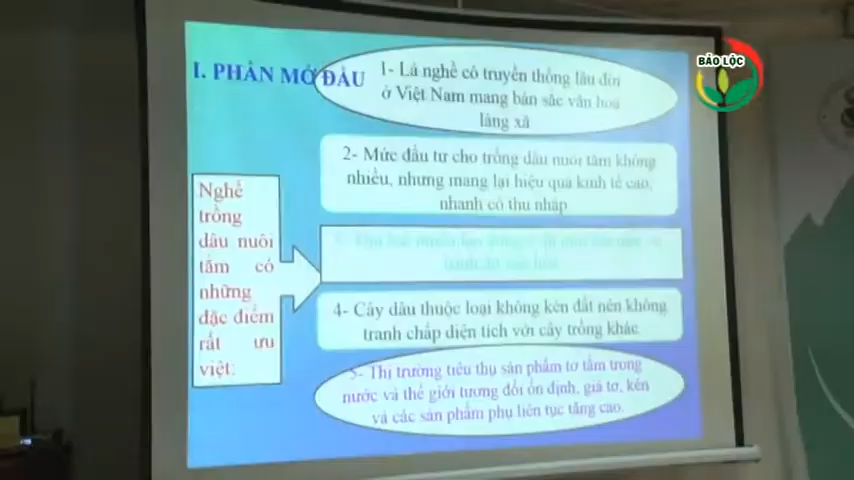 BẢO LỘC
I. PHẦN MỞ ĐẦU
1- Là nghề có truyền thống lâu đời
ở Việt Nam mang bản sắc văn hoá
làng xã
2- Mức đầu tư cho trồng dâu nuôi tằm không
nhiều, nhưng mang lại hiệu quả kinh tế cao,
nhanh có thu nhập
Nghề
trồng
dâu nuôi
tằm có
những
đặc điểm
rất ưu
việt:
4- Cây dâu thuộc loại không kén đất nên không
tranh chấp diện tích với cây trồng khác
5- Thị trường tiêu thụ sản phẩm tơ tằm trong
nước và thế giới tương đối ổn định, giá tơ, kén
và các sản phẩm phụ liên tục tăng cao.